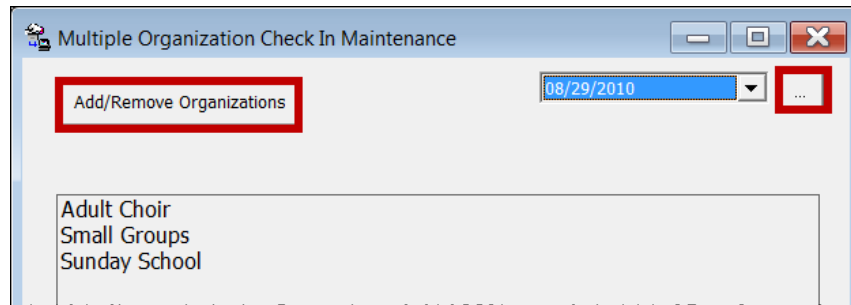 Multiple Organization Check In Maintenance
Add/Remove Organizations
08/29/2010
...
Adult Choir
Small Groups
Sunday School